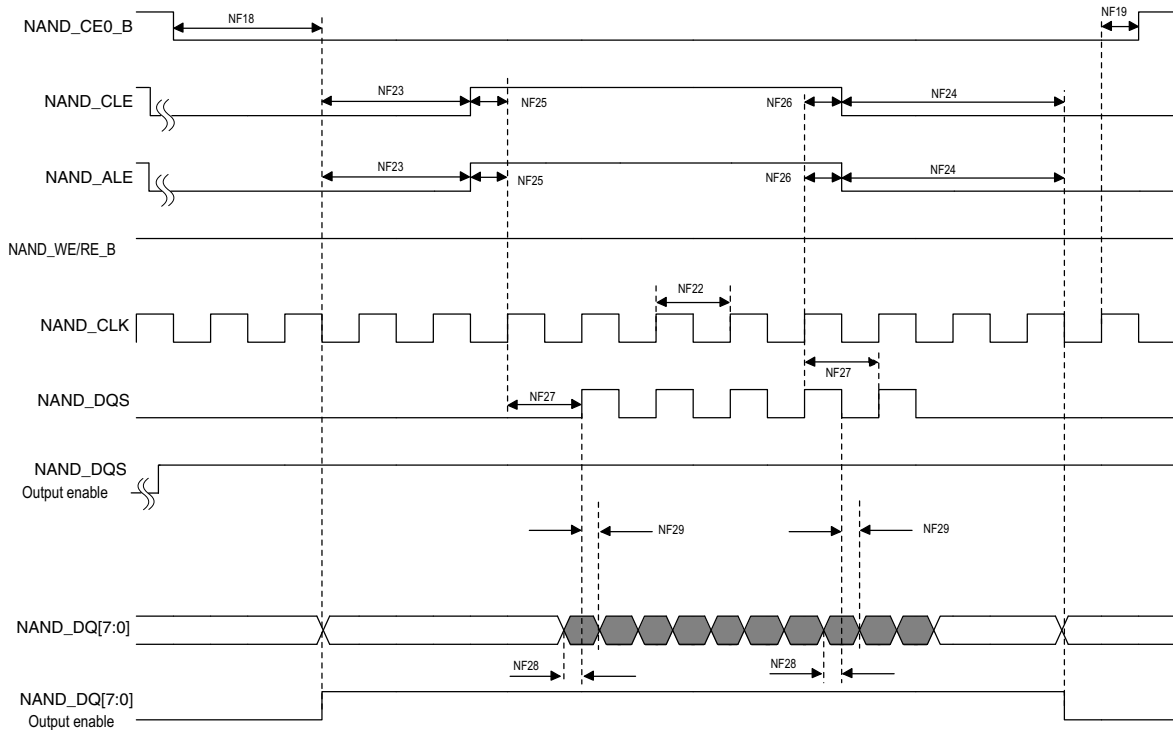 NF18
NF19
NAND_CE0_B
NF23
NF25
NF26
NF24
NAND_CLE
NF23
NF25
NF26
NF24
NAND_ALE
NAND_WE/RE_B
NF22
NAND_CLK
NF27
NF27
NAND_DQS
NAND_DQS
Output enable
NF29
NF29
NAND_DQ[7:0]
NF28
NF28
NAND_DQ[7:0]
Output enable